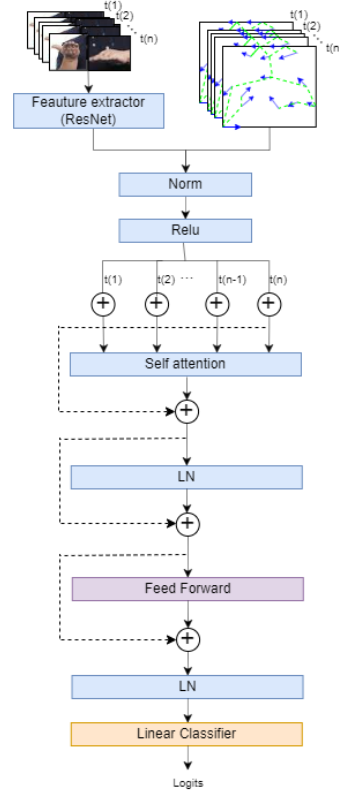 t(1)
t(2)
t(n)
t(1)
t(2)
t(n
Feauture extractor
(ResNet)
Norm
Relu
t(1)
t(2)
...
t(n-1)
t(n)
Self attention
LN
Feed Forward
LN
Linear Classifier
Logits